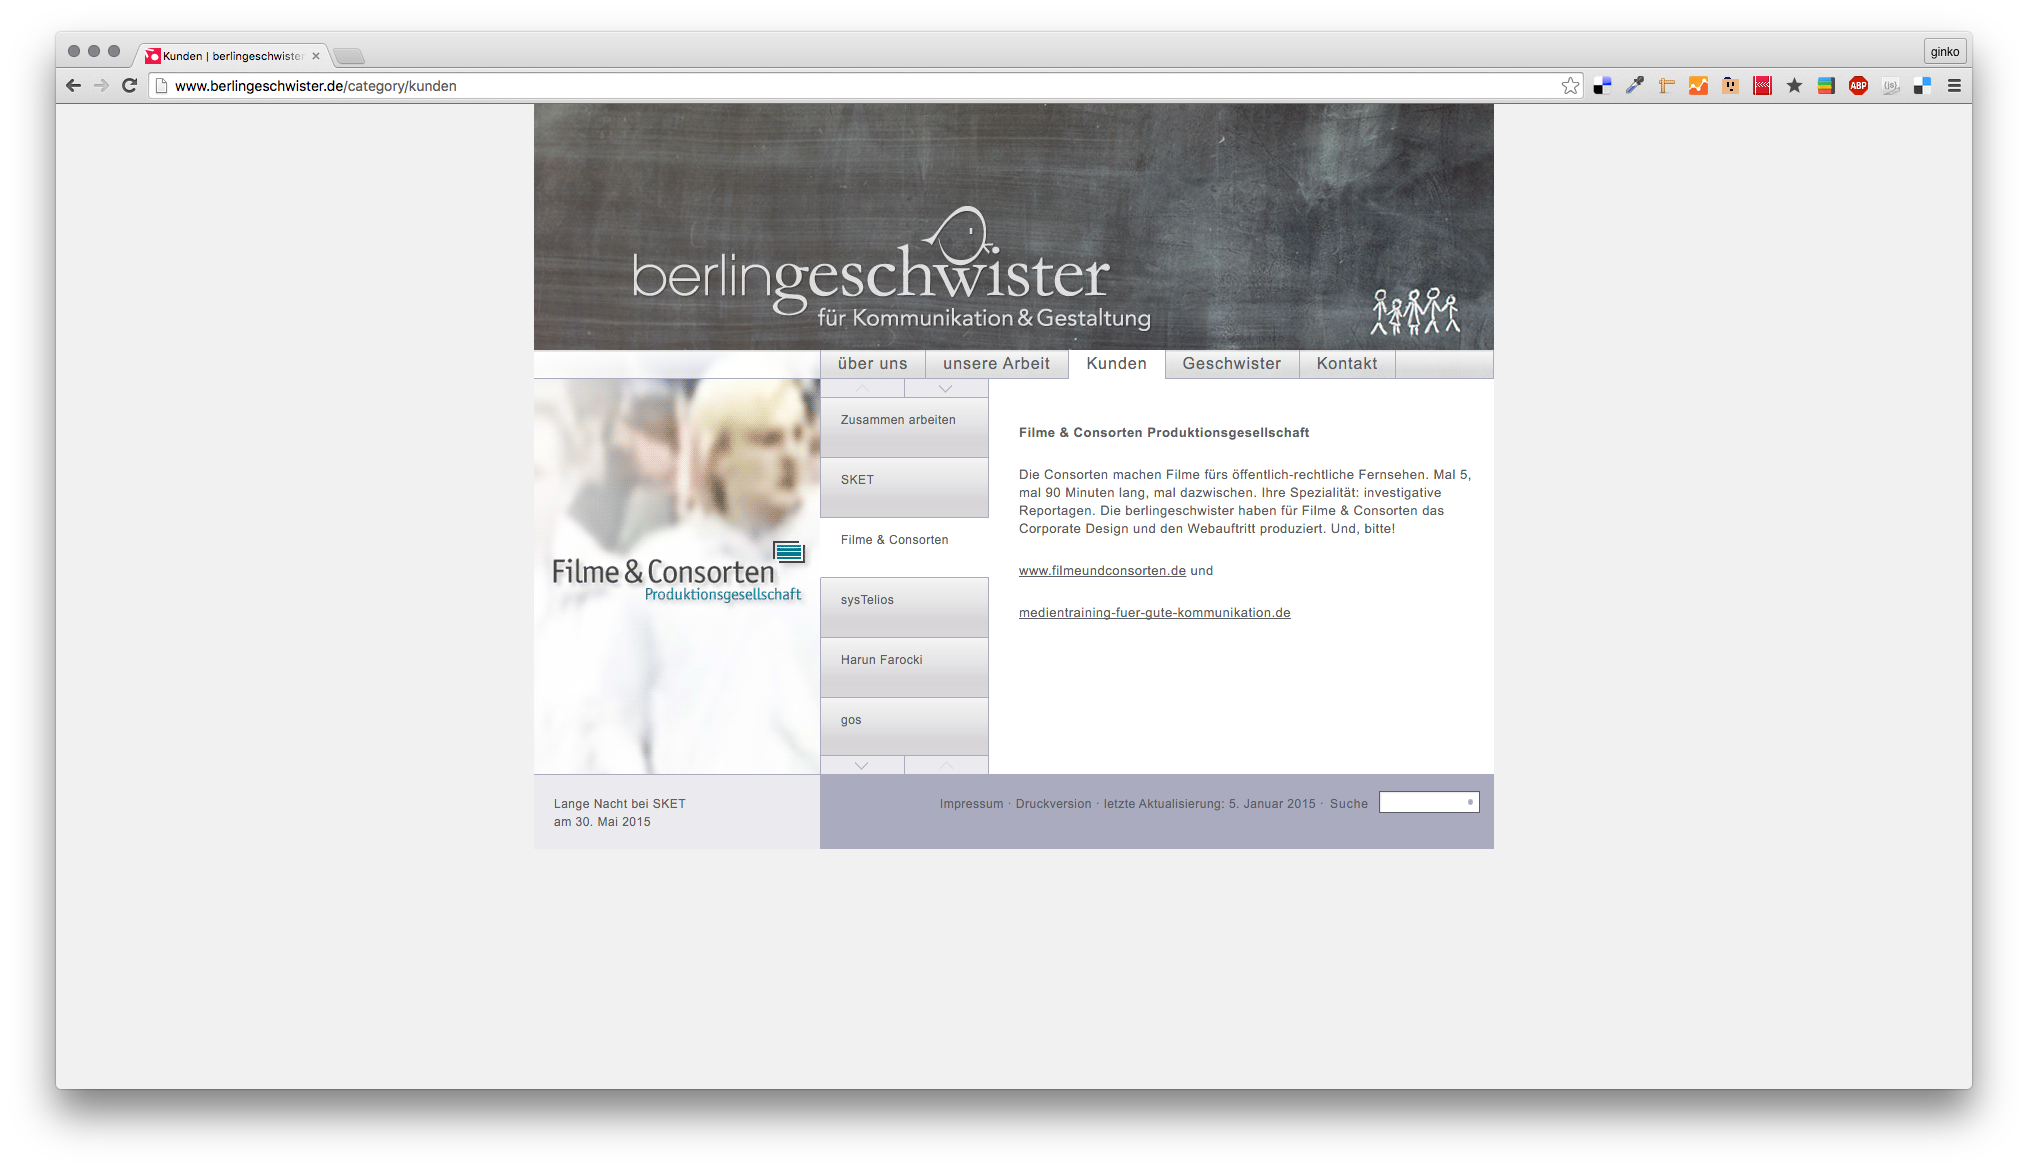 Kunden | berlingeschwister
ginko
www.berlingeschwister.de/category/kunden
ABP
{js}
berlingeschwister
für Kommunikation & Gestaltung
über uns
unsere Arbeit
Kunden
Geschwister
Kontakt
Filme & Consorten
Produktionsgesellschaft
Zusammen arbeiten
SKET
Filme & Consorten
sysTelios
Harun Farocki
gos
Filme & Consorten Produktionsgesellschaft
Die Consorten machen Filme fürs öffentlich-rechtliche Fernsehen. Mal 5,
mal 90 Minuten lang, mal dazwischen. Ihre Spezialität: investigative
Reportagen. Die berlingeschwister haben für Filme & Consorten das
Corporate Design und den Webauftritt produziert. Und, bitte!
www.filmeundconsorten.de und
medientraining-fuer-gute-kommunikation.de
Lange Nacht bei SKET
am 30. Mai 2015
Impressum · Druckversion · letzte Aktualisierung: 5. Januar 2015 · Suche